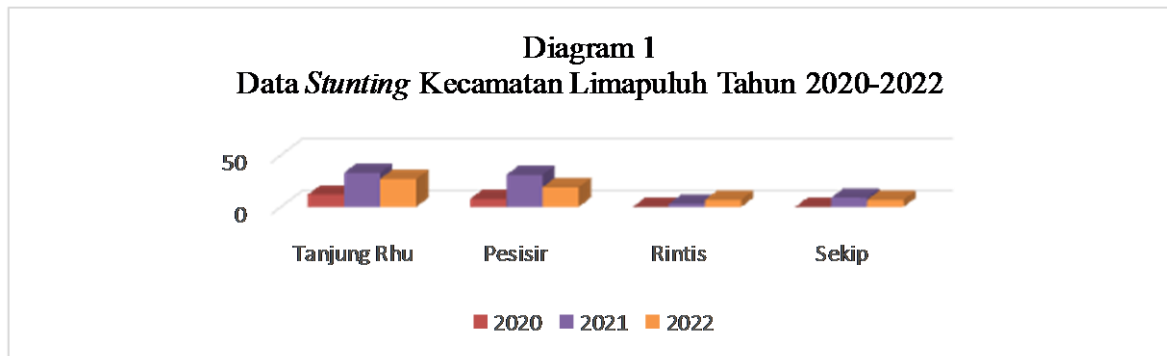 Diagram 1
Data Stunting Kecamatan Limapuluh Tahun 2020-2022
50
0
Tanjung Rhu Pesisir Rintis Sekip
2020 2021 2022